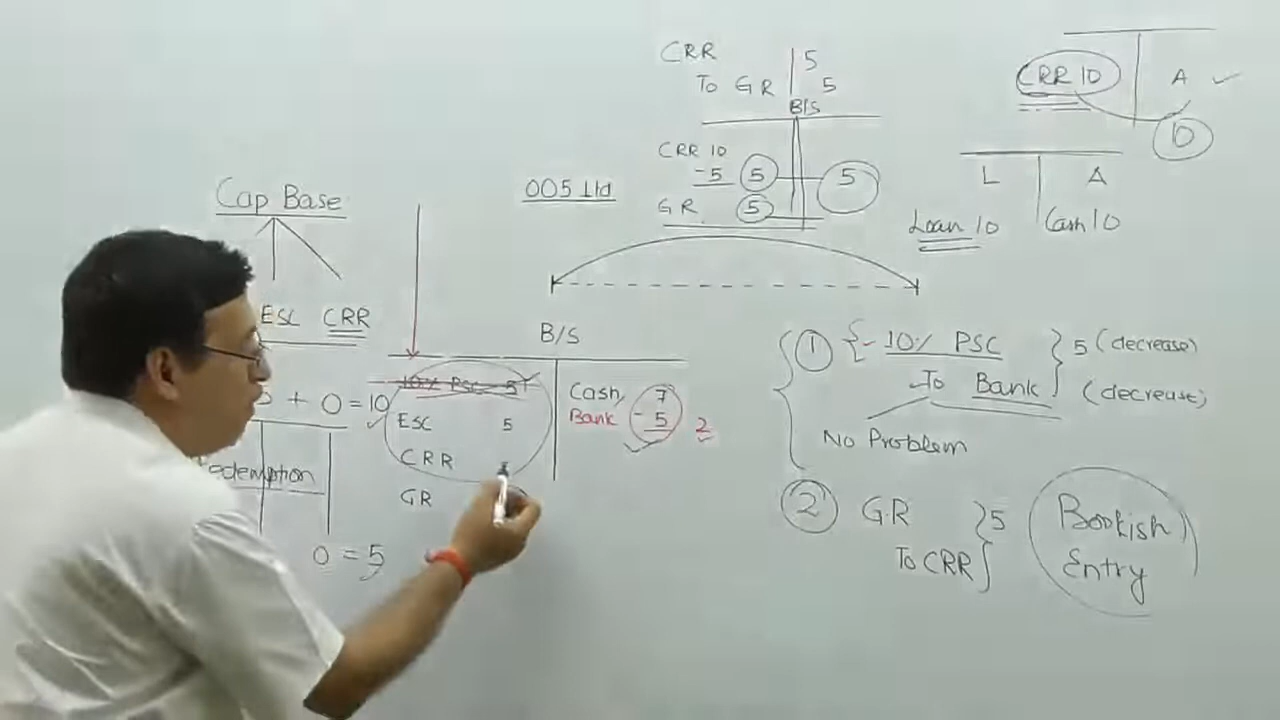 CRR 5
To GR 5
B/S
CRR 10
-5 5 5
GR 5
CRR 10 A
10
L A
Loan 10 Cash 10
005 Ltd
Cap Base
ESC CRR
+ 0 = 10
0 = 5
B/S
10% PSC 5
ESC 5
CRR
GR
Cash 7
Bank - 5 2
1 10% PSC 5 (decrease)
To Bank (decrease)
No Problem
2 G.R 5
To CRR
Bookish
Entry